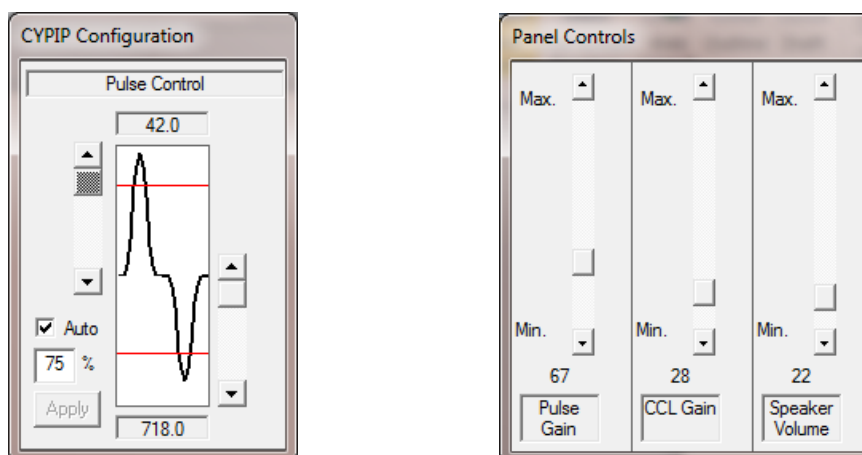 CYPIP Configuration
Pulse Control
42.0
Auto
75 %
Apply
718.0
Panel Controls
Max. Max. Max.
Min. Min. Min.
67 28 22
Pulse Gain
CCL Gain
Speaker Volume